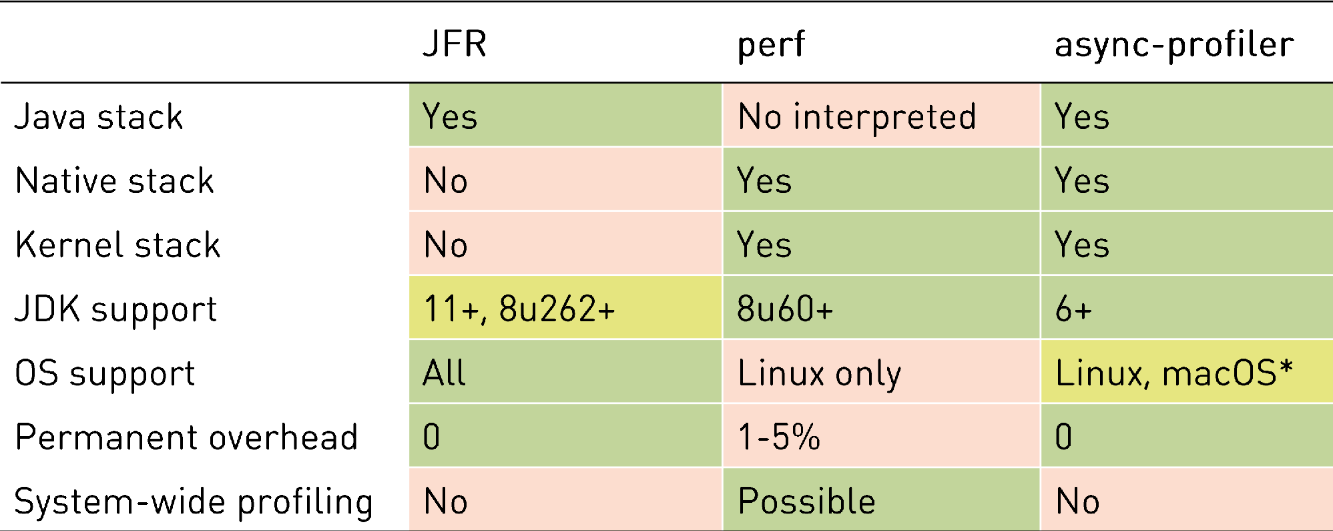 JFR perf async-profiler
Java stack Yes No interpreted Yes
Native stack No Yes Yes
Kernel stack No Yes Yes
JDK support 11+, 8u262+ 8u60+ 6+
OS support All Linux only Linux, macOS*
Permanent overhead 0 1-5% 0
System-wide profiling No Possible No